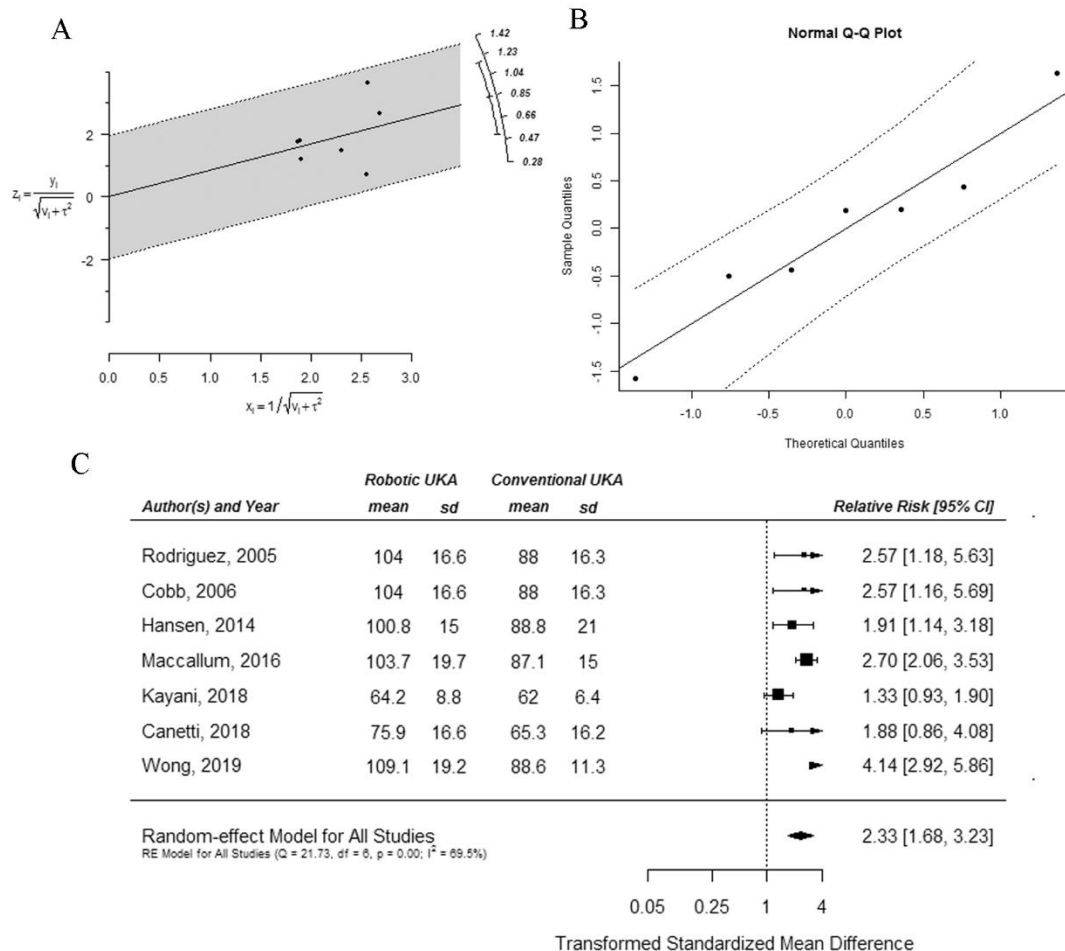 A
1.42
1.23
1.04
0.85
0.66
0.47
0.28
2
0
-2
zᵢ = yᵢ / √vᵢ + τ²
0.0 0.5 1.0 1.5 2.0 2.5 3.0
xᵢ = 1/√vᵢ + τ²
B
Normal Q-Q Plot
Sample Quantiles
1.5
1.0
0.5
0.0
-0.5
-1.0
-1.5
-1.0 -0.5 0.0 0.5 1.0
Theoretical Quantiles
C
Robotic UKA Conventional UKA
Author(s) and Year mean sd mean sd Relative Risk [95% CI]
Rodriguez, 2005 104 16.6 88 16.3 2.57 [1.18, 5.63]
Cobb, 2006 104 16.6 88 16.3 2.57 [1.16, 5.69]
Hansen, 2014 100.8 15 88.8 21 1.91 [1.14, 3.18]
Maccallum, 2016 103.7 19.7 87.1 15 2.70 [2.06, 3.53]
Kayani, 2018 64.2 8.8 62 6.4 1.33 [0.93, 1.90]
Canetti, 2018 75.9 16.6 65.3 16.2 1.88 [0.86, 4.08]
Wong, 2019 109.1 19.2 88.6 11.3 4.14 [2.92, 5.86]
Random-effect Model for All Studies 2.33 [1.68, 3.23]
RE Model for All Studies (Q = 21.73, df = 6, p = 0.00; I² = 69.5%)
0.05 0.25 1 4
Transformed Standardized Mean Difference